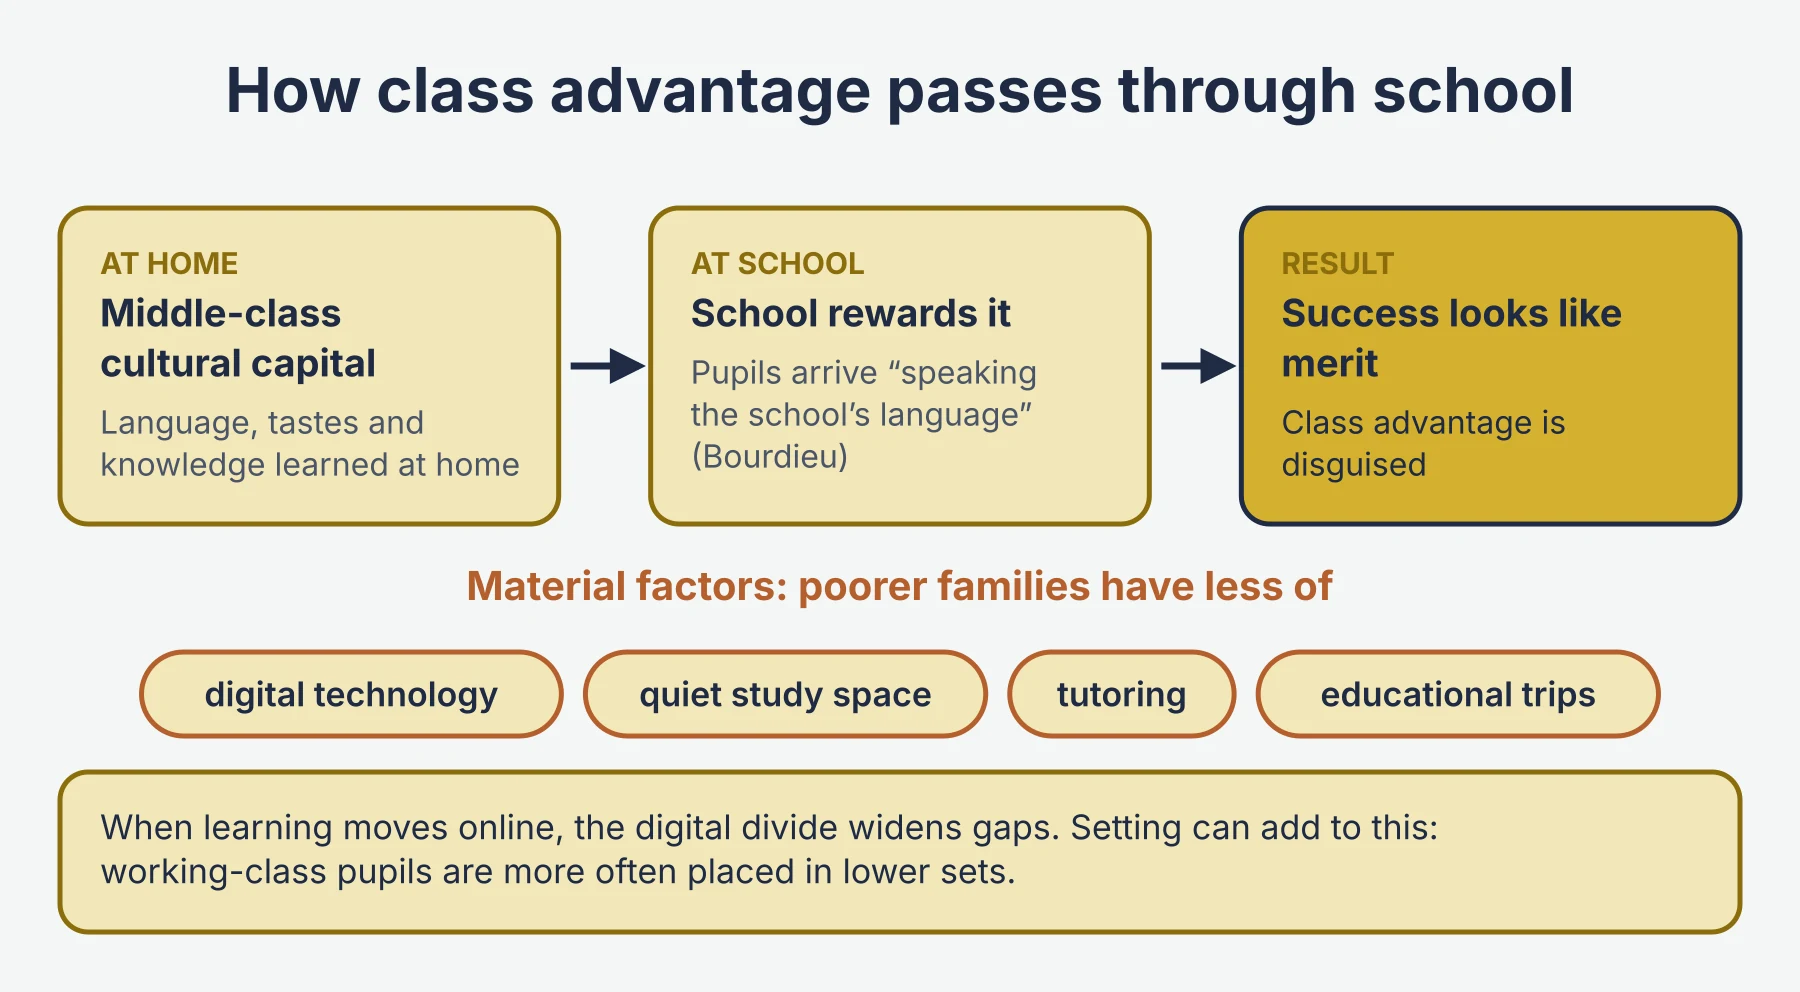 How class advantage passes through school
AT HOME
Middle-class
cultural capital
Language, tastes and
knowledge learned at home
AT SCHOOL
School rewards it
Pupils arrive “speaking
the school’s language”
(Bourdieu)
RESULT
Success looks like
merit
Class advantage is
disguised
Material factors: poorer families have less of
digital technology
quiet study space
tutoring
educational trips
When learning moves online, the digital divide widens gaps. Setting can add to this:
working-class pupils are more often placed in lower sets.